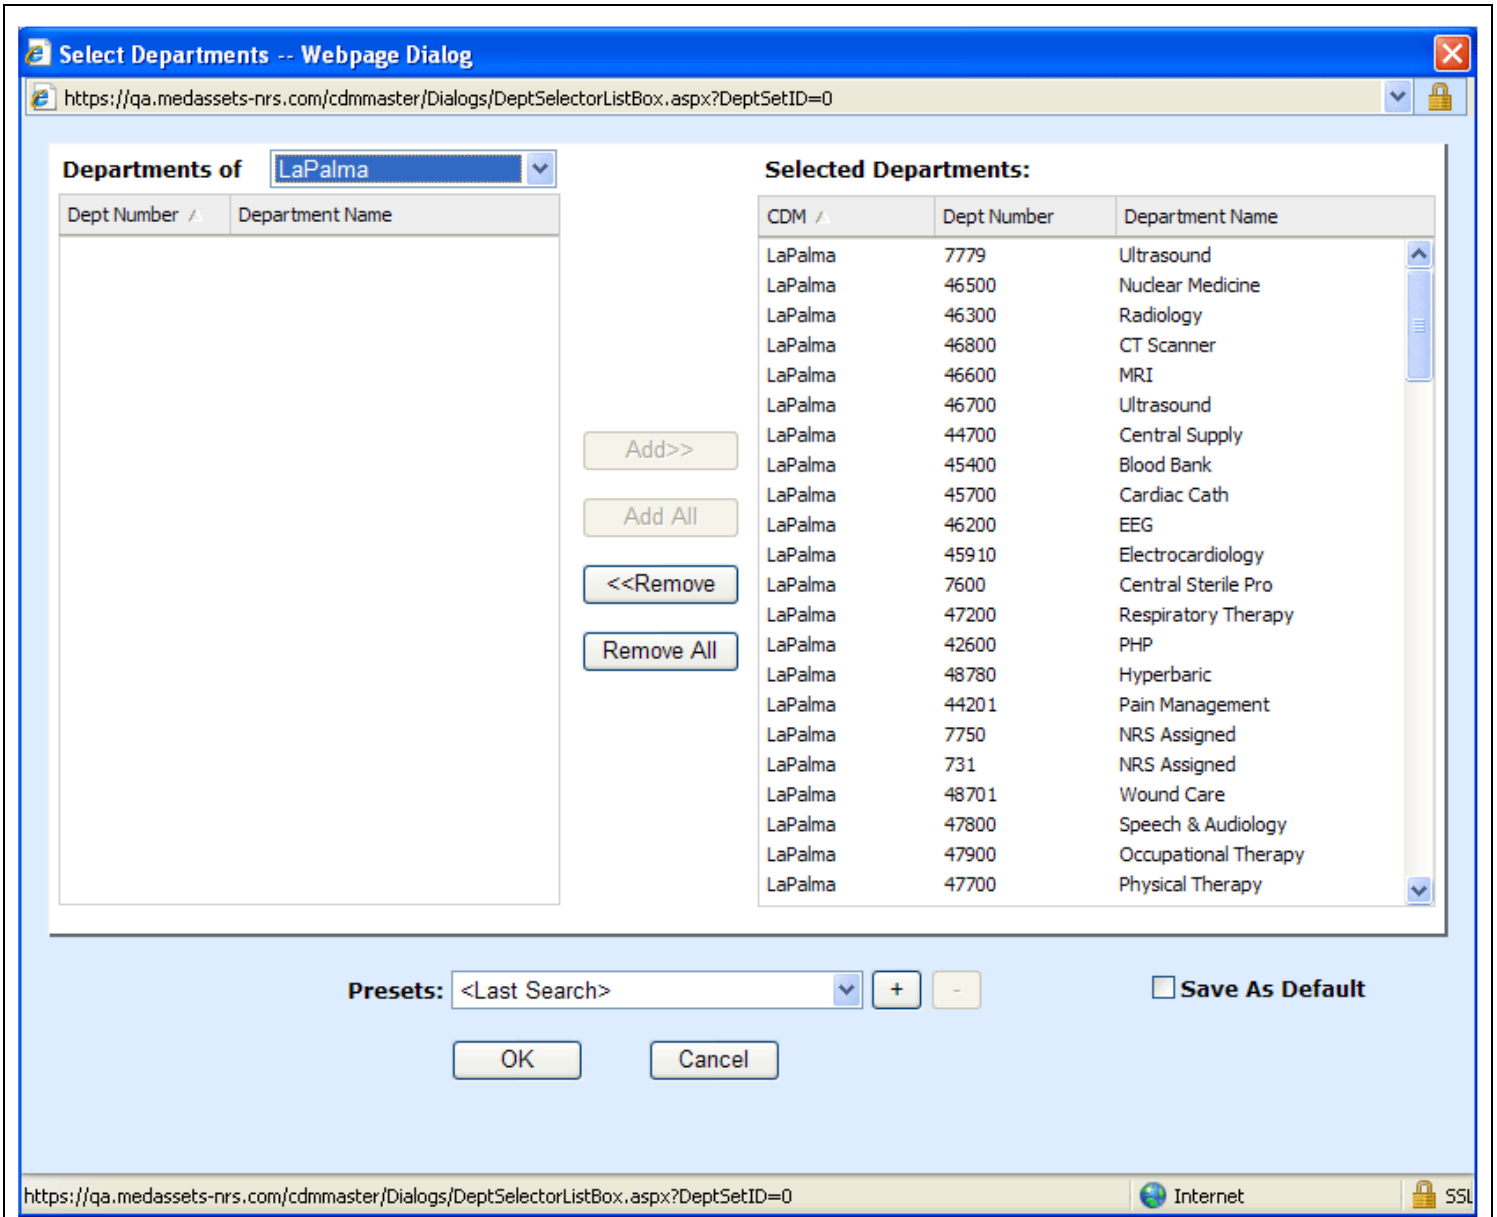 Select Departments -- Webpage Dialog
https://qa.medassets-nrs.com/cdmmaster/Dialogs/DeptSelectorListBox.aspx?DeptSetID=0
Departments of LaPalma
Selected Departments:
Dept Number Department Name
CDM Dept Number Department Name
LaPalma 7779 Ultrasound
LaPalma 46500 Nuclear Medicine
LaPalma 46300 Radiology
LaPalma 46800 CT Scanner
LaPalma 46600 MRI
LaPalma 46700 Ultrasound
LaPalma 44700 Central Supply
LaPalma 45400 Blood Bank
LaPalma 45700 Cardiac Cath
LaPalma 46200 EEG
LaPalma 45910 Electrocardiology
LaPalma 7600 Central Sterile Pro
LaPalma 47200 Respiratory Therapy
LaPalma 42600 PHP
LaPalma 48780 Hyperbaric
LaPalma 44201 Pain Management
LaPalma 7750 NRS Assigned
LaPalma 731 NRS Assigned
LaPalma 48701 Wound Care
LaPalma 47800 Speech & Audiology
LaPalma 47900 Occupational Therapy
LaPalma 47700 Physical Therapy
Add>>
Add All
<<Remove
Remove All
Presets: <Last Search> + - Save As Default
OK Cancel
https://qa.medassets-nrs.com/cdmmaster/Dialogs/DeptSelectorListBox.aspx?DeptSetID=0 Internet SSL